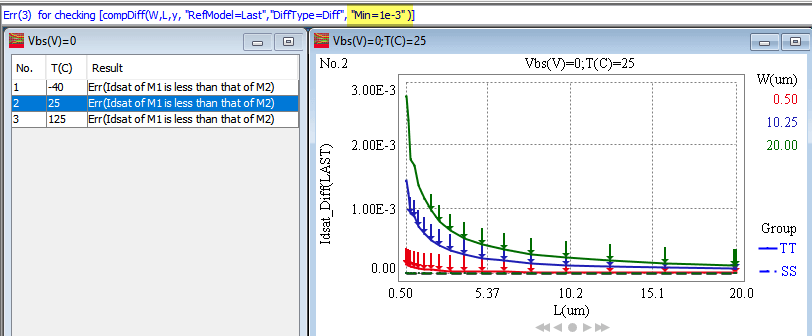 Err(3) for checking [compDiff(W,L,y, "RefModel=Last","DiffType=Diff", "Min=1e-3" )]
Vbs(V)=0
No. T(C) Result
1 -40 Err(Idsat of M1 is less than that of M2)
2 25 Err(Idsat of M1 is less than that of M2)
3 125 Err(Idsat of M1 is less than that of M2)
Vbs(V)=0;T(C)=25
No.2
Vbs(V)=0;T(C)=25
W(um)
0.50
10.25
20.00
Idsat_Diff(LAST)
3.00E-3
2.00E-3
1.00E-3
0.00
Group
TT
SS
0.50 5.37 10.2 15.1 20.0
L(um)